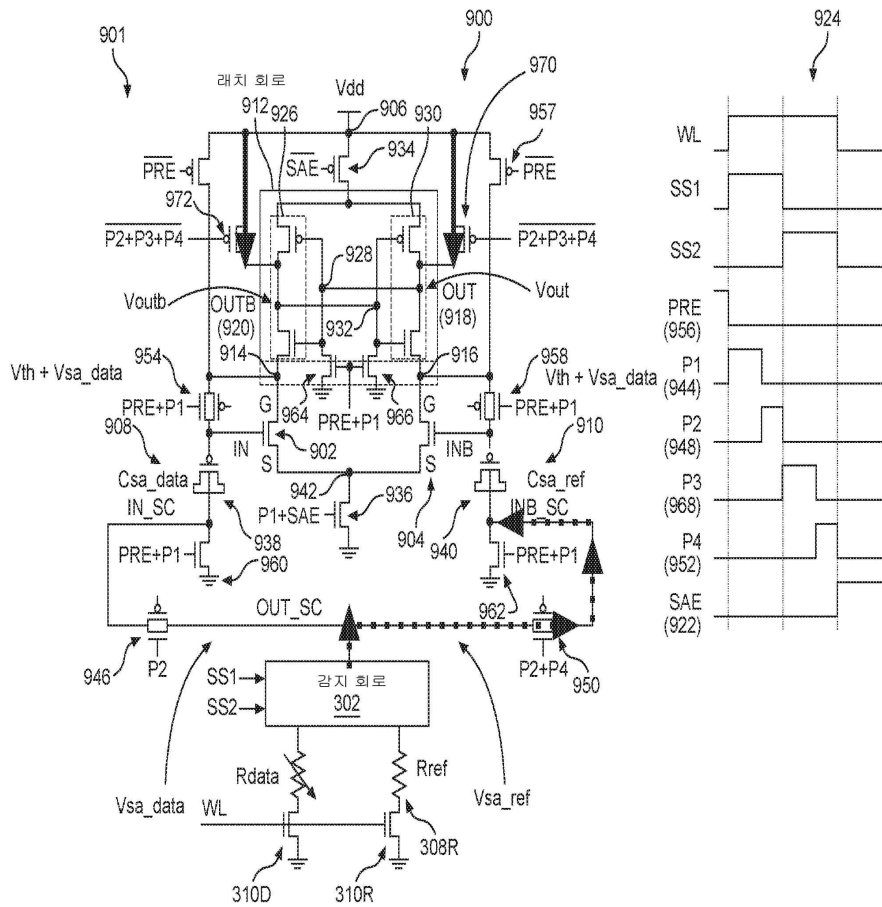 901
900
924
래치 회로
912
926
Vdd
906
930
970
957
PRE
SAE
934
PRE
972
P2+P3+P4
P2+P3+P4
928
Voutb
OUTB
(920)
932
OUT
(918)
Vout
954
914
916
958
Vth + Vsa_data
964
966
Vth + Vsa_data
PRE+P1
PRE+P1
PRE+P1
908
G
G
910
IN
902
INB
S
S
Csa_data
942
Csa_ref
IN_SC
936
INB_SC
P1+SAE
938
904
940
PRE+P1
960
PRE+P1
962
OUT_SC
946
P2
P2+P4
950
SS1
SS2
감지 회로
302
Rdata
Rref
Vsa_data
WL
Vsa_ref
308R
310D
310R
WL
SS1
SS2
PRE
(956)
P1
(944)
P2
(948)
P3
(968)
P4
(952)
SAE
(922)